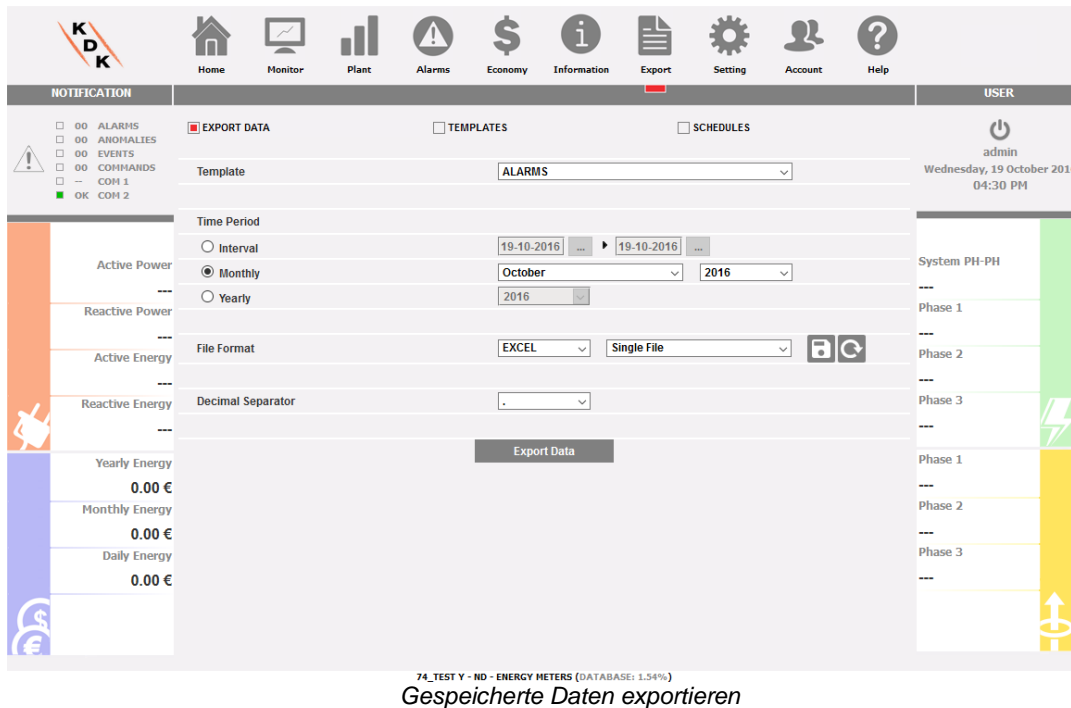 K
D
K
Home Monitor Plant Alarms Economy Information Export Setting Account Help
NOTIFICATION
USER
00 ALARMS
00 ANOMALIES
00 EVENTS
00 COMMANDS
-- COM 1
OK COM 2
EXPORT DATA TEMPLATES SCHEDULES
admin
Wednesday, 19 October 201
04:30 PM
Template ALARMS
Time Period
Interval 19-10-2016 ... 19-10-2016 ...
Monthly October 2016
Yearly 2016
File Format EXCEL Single File
Decimal Separator .
Export Data
Active Power
---
Reactive Power
---
Active Energy
---
Reactive Energy
---
Yearly Energy
0.00 €
Monthly Energy
0.00 €
Daily Energy
0.00 €
$
€
System PH-PH
---
Phase 1
---
Phase 2
---
Phase 3
---
Phase 1
---
Phase 2
---
Phase 3
---
74_TEST Y - ND - ENERGY METERS (DATABASE: 1.54%)
Gespeicherte Daten exportieren